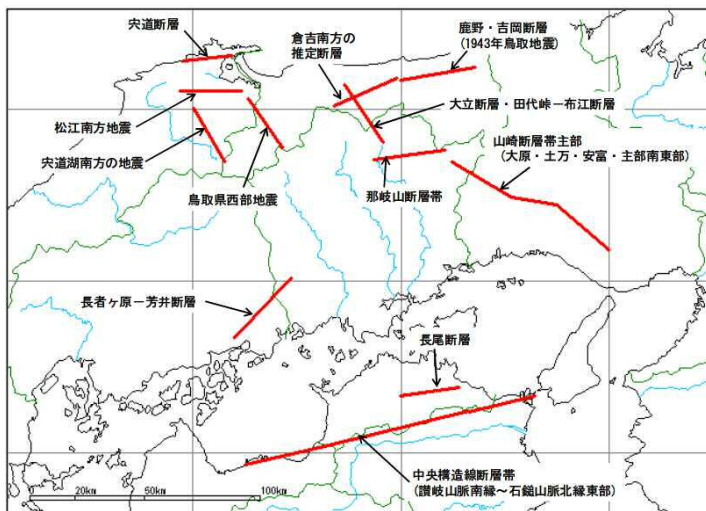 宍道断層
倉吉南方の
推定断層
鹿野・吉岡断層
(1943年鳥取地震)
松江南方地震
大立断層・田代峠－布江断層
宍道湖南方の地震
山崎断層帯主部
(大原・土万・安富・主部南東部)
鳥取県西部地震
那岐山断層帯
長者ヶ原－芳井断層
長尾断層
中央構造線断層帯
(讃岐山脈南縁～石鎚山脈北縁東部)
20km
50km
100km